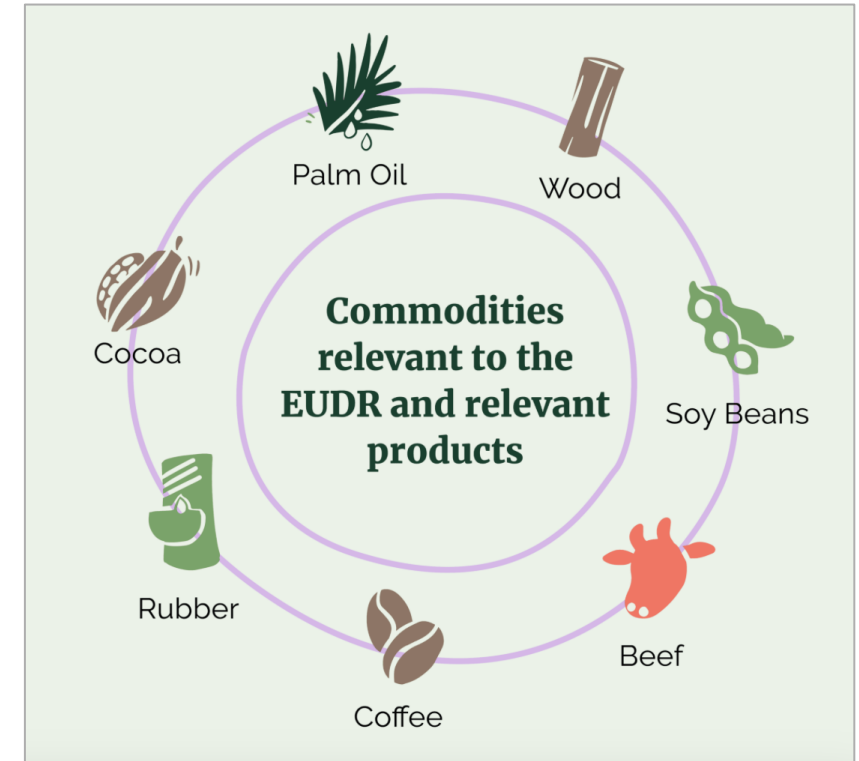 Palm Oil
Wood
Cocoa
Commodities
relevant to the
EUDR and relevant
products
Soy Beans
Rubber
Beef
Coffee